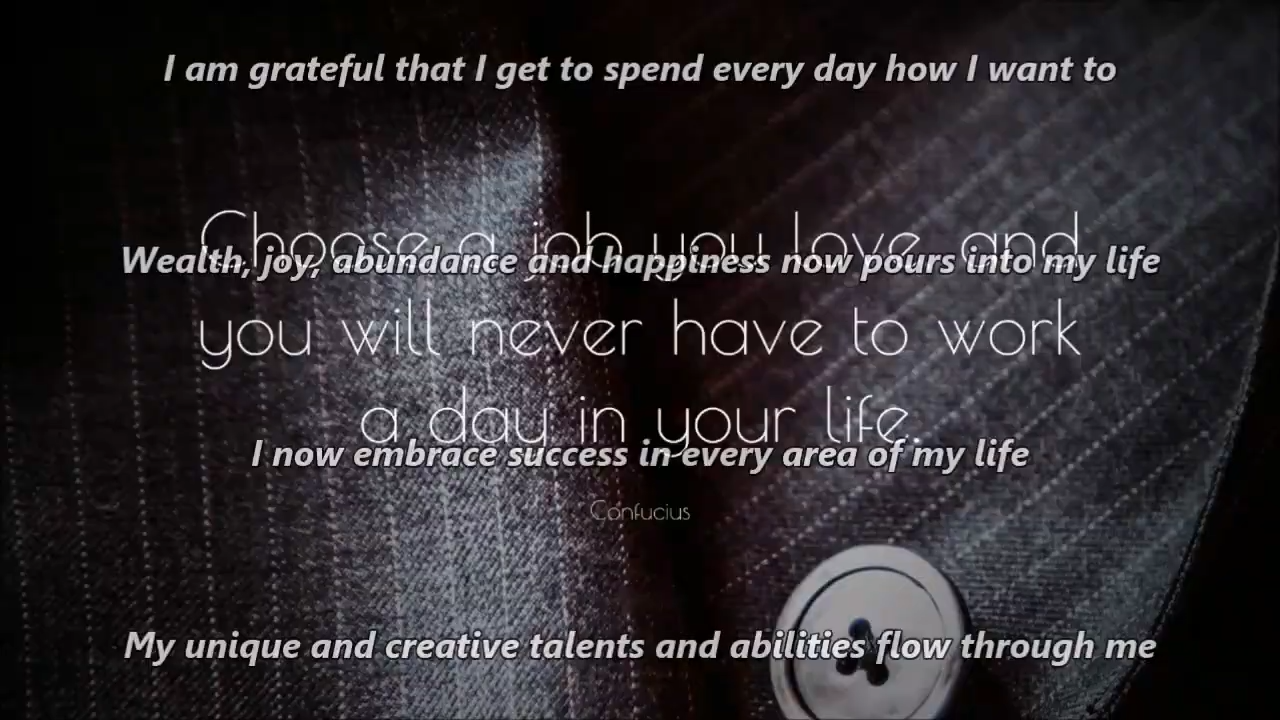 I am grateful that I get to spend every day how I want to
Choose a job you love, and
Wealth, joy, abundance and happiness now pours into my life
you will never have to work
a day in your life.
I now embrace success in every area of my life
Confucius
My unique and creative talents and abilities flow through me